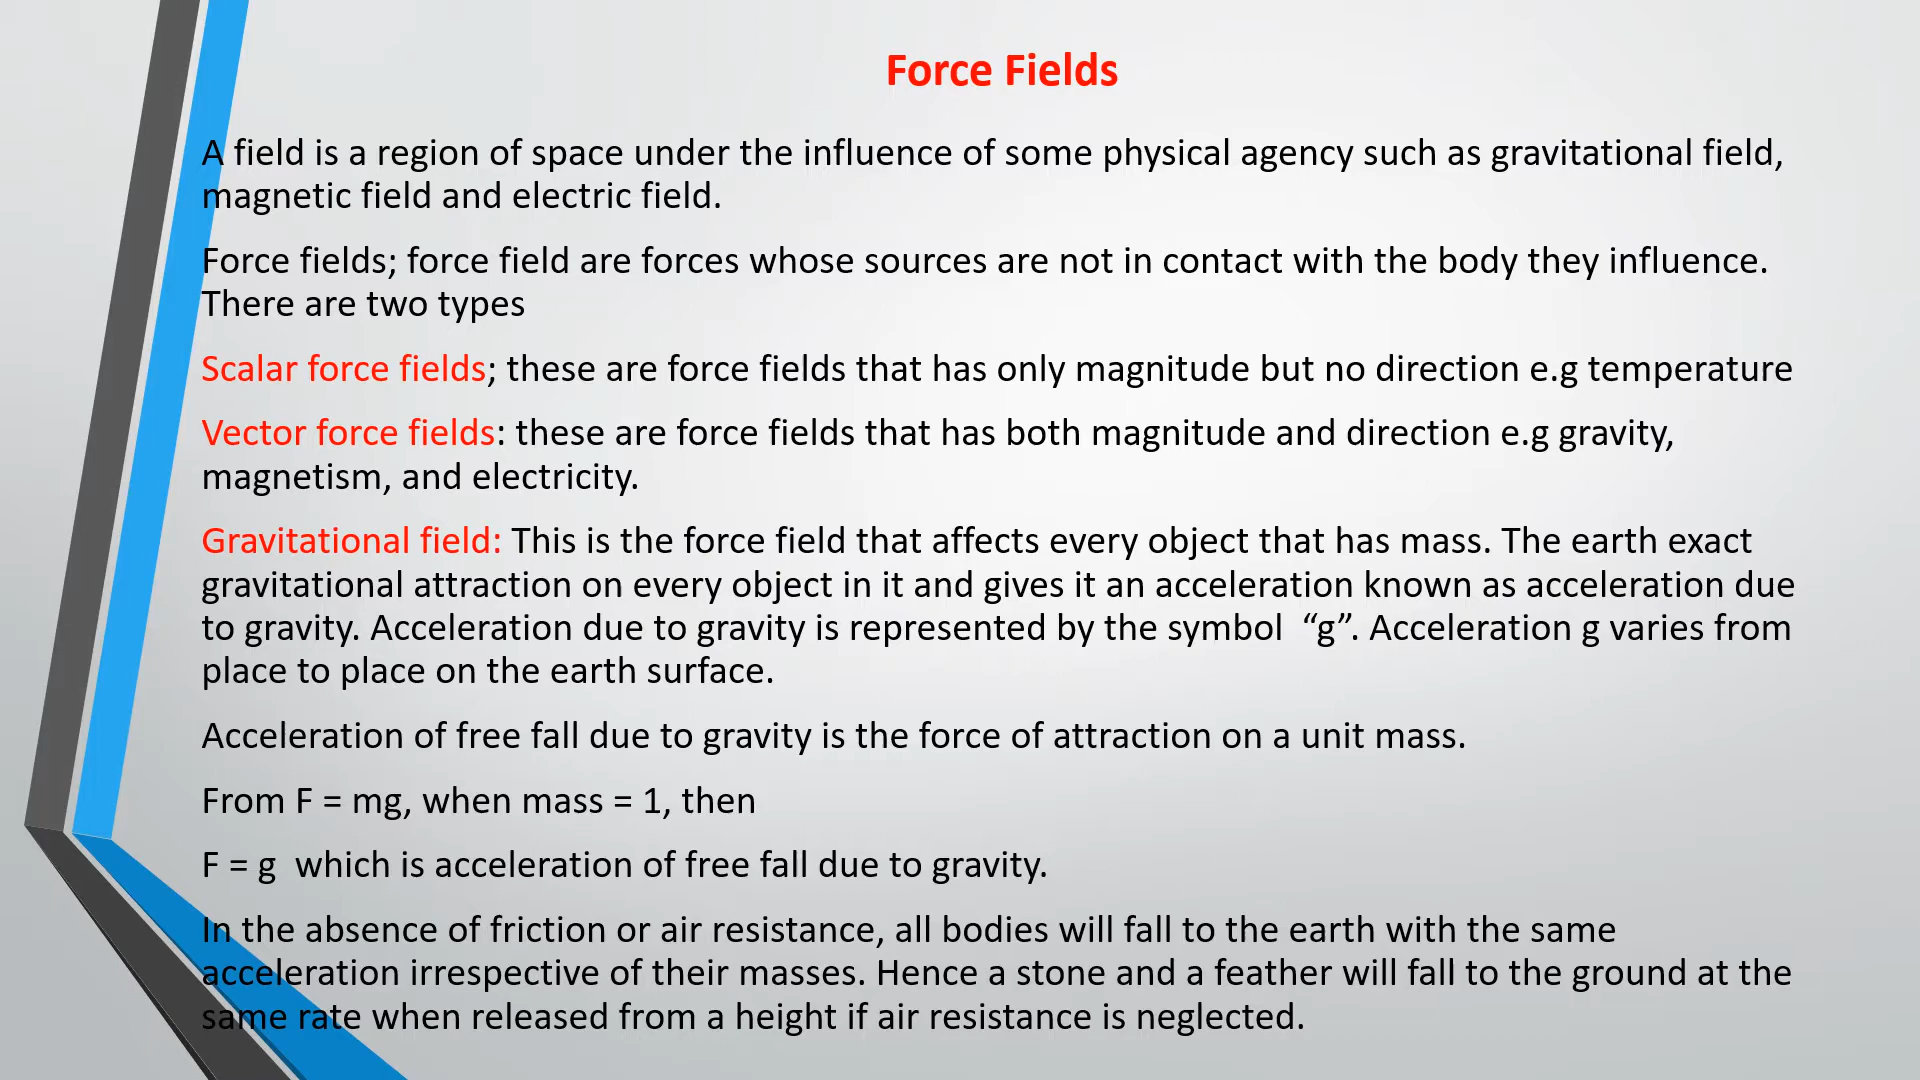 Force Fields
A field is a region of space under the influence of some physical agency such as gravitational field,
magnetic field and electric field.
Force fields; force field are forces whose sources are not in contact with the body they influence.
There are two types
Scalar force fields; these are force fields that has only magnitude but no direction e.g temperature
Vector force fields: these are force fields that has both magnitude and direction e.g gravity,
magnetism, and electricity.
Gravitational field: This is the force field that affects every object that has mass. The earth exact
gravitational attraction on every object in it and gives it an acceleration known as acceleration due
to gravity. Acceleration due to gravity is represented by the symbol “g”. Acceleration g varies from
place to place on the earth surface.
Acceleration of free fall due to gravity is the force of attraction on a unit mass.
From F = mg, when mass = 1, then
F = g which is acceleration of free fall due to gravity.
In the absence of friction or air resistance, all bodies will fall to the earth with the same
acceleration irrespective of their masses. Hence a stone and a feather will fall to the ground at the
same rate when released from a height if air resistance is neglected.